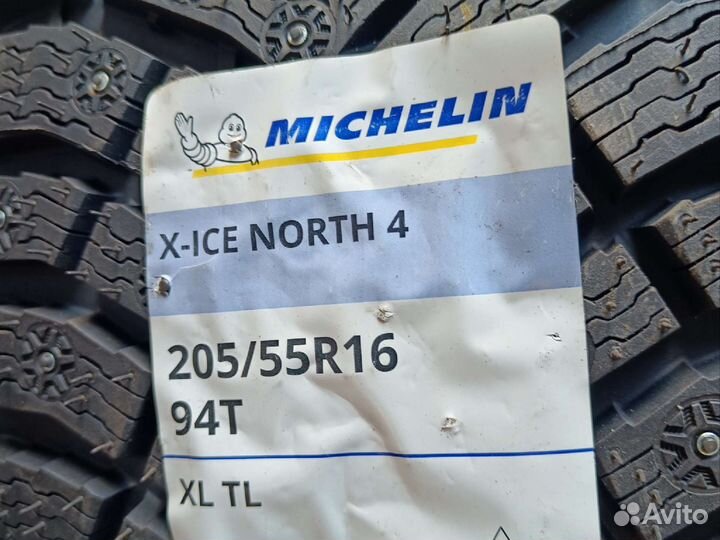 MICHELIN
X-ICE NORTH 4
205/55R16
94T
XL TL
Avito